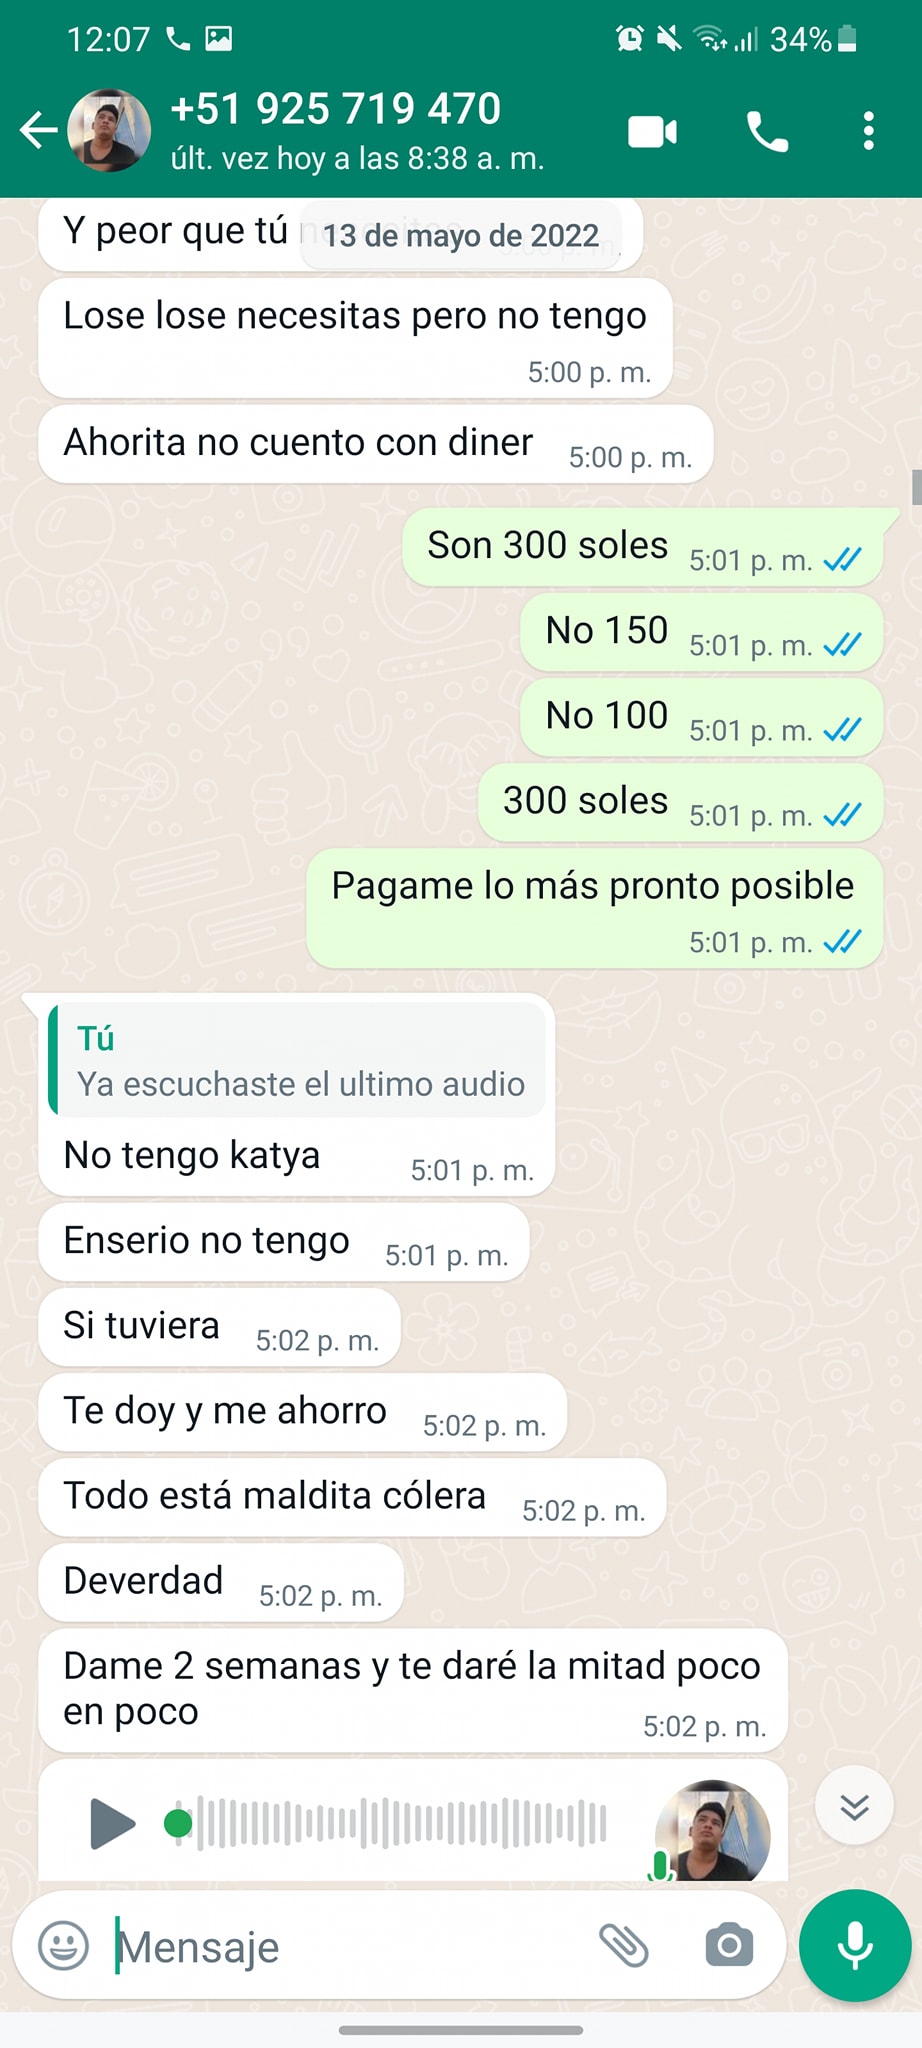 12:07
34%
+51 925 719 470
últ. vez hoy a las 8:38 a. m.
Y peor que tú
13 de mayo de 2022
Lose lose necesitas pero no tengo
5:00 p. m.
Ahorita no cuento con diner 5:00 p. m.
Son 300 soles 5:01 p. m.
No 150 5:01 p. m.
No 100 5:01 p. m.
300 soles 5:01 p. m.
Pagame lo más pronto posible
5:01 p. m.
Tú
Ya escuchaste el ultimo audio
No tengo katya 5:01 p. m.
Enserio no tengo 5:01 p. m.
Si tuviera 5:02 p. m.
Te doy y me ahorro 5:02 p. m.
Todo está maldita cólera 5:02 p. m.
Deverdad 5:02 p. m.
Dame 2 semanas y te daré la mitad poco
en poco 5:02 p. m.
Mensaje